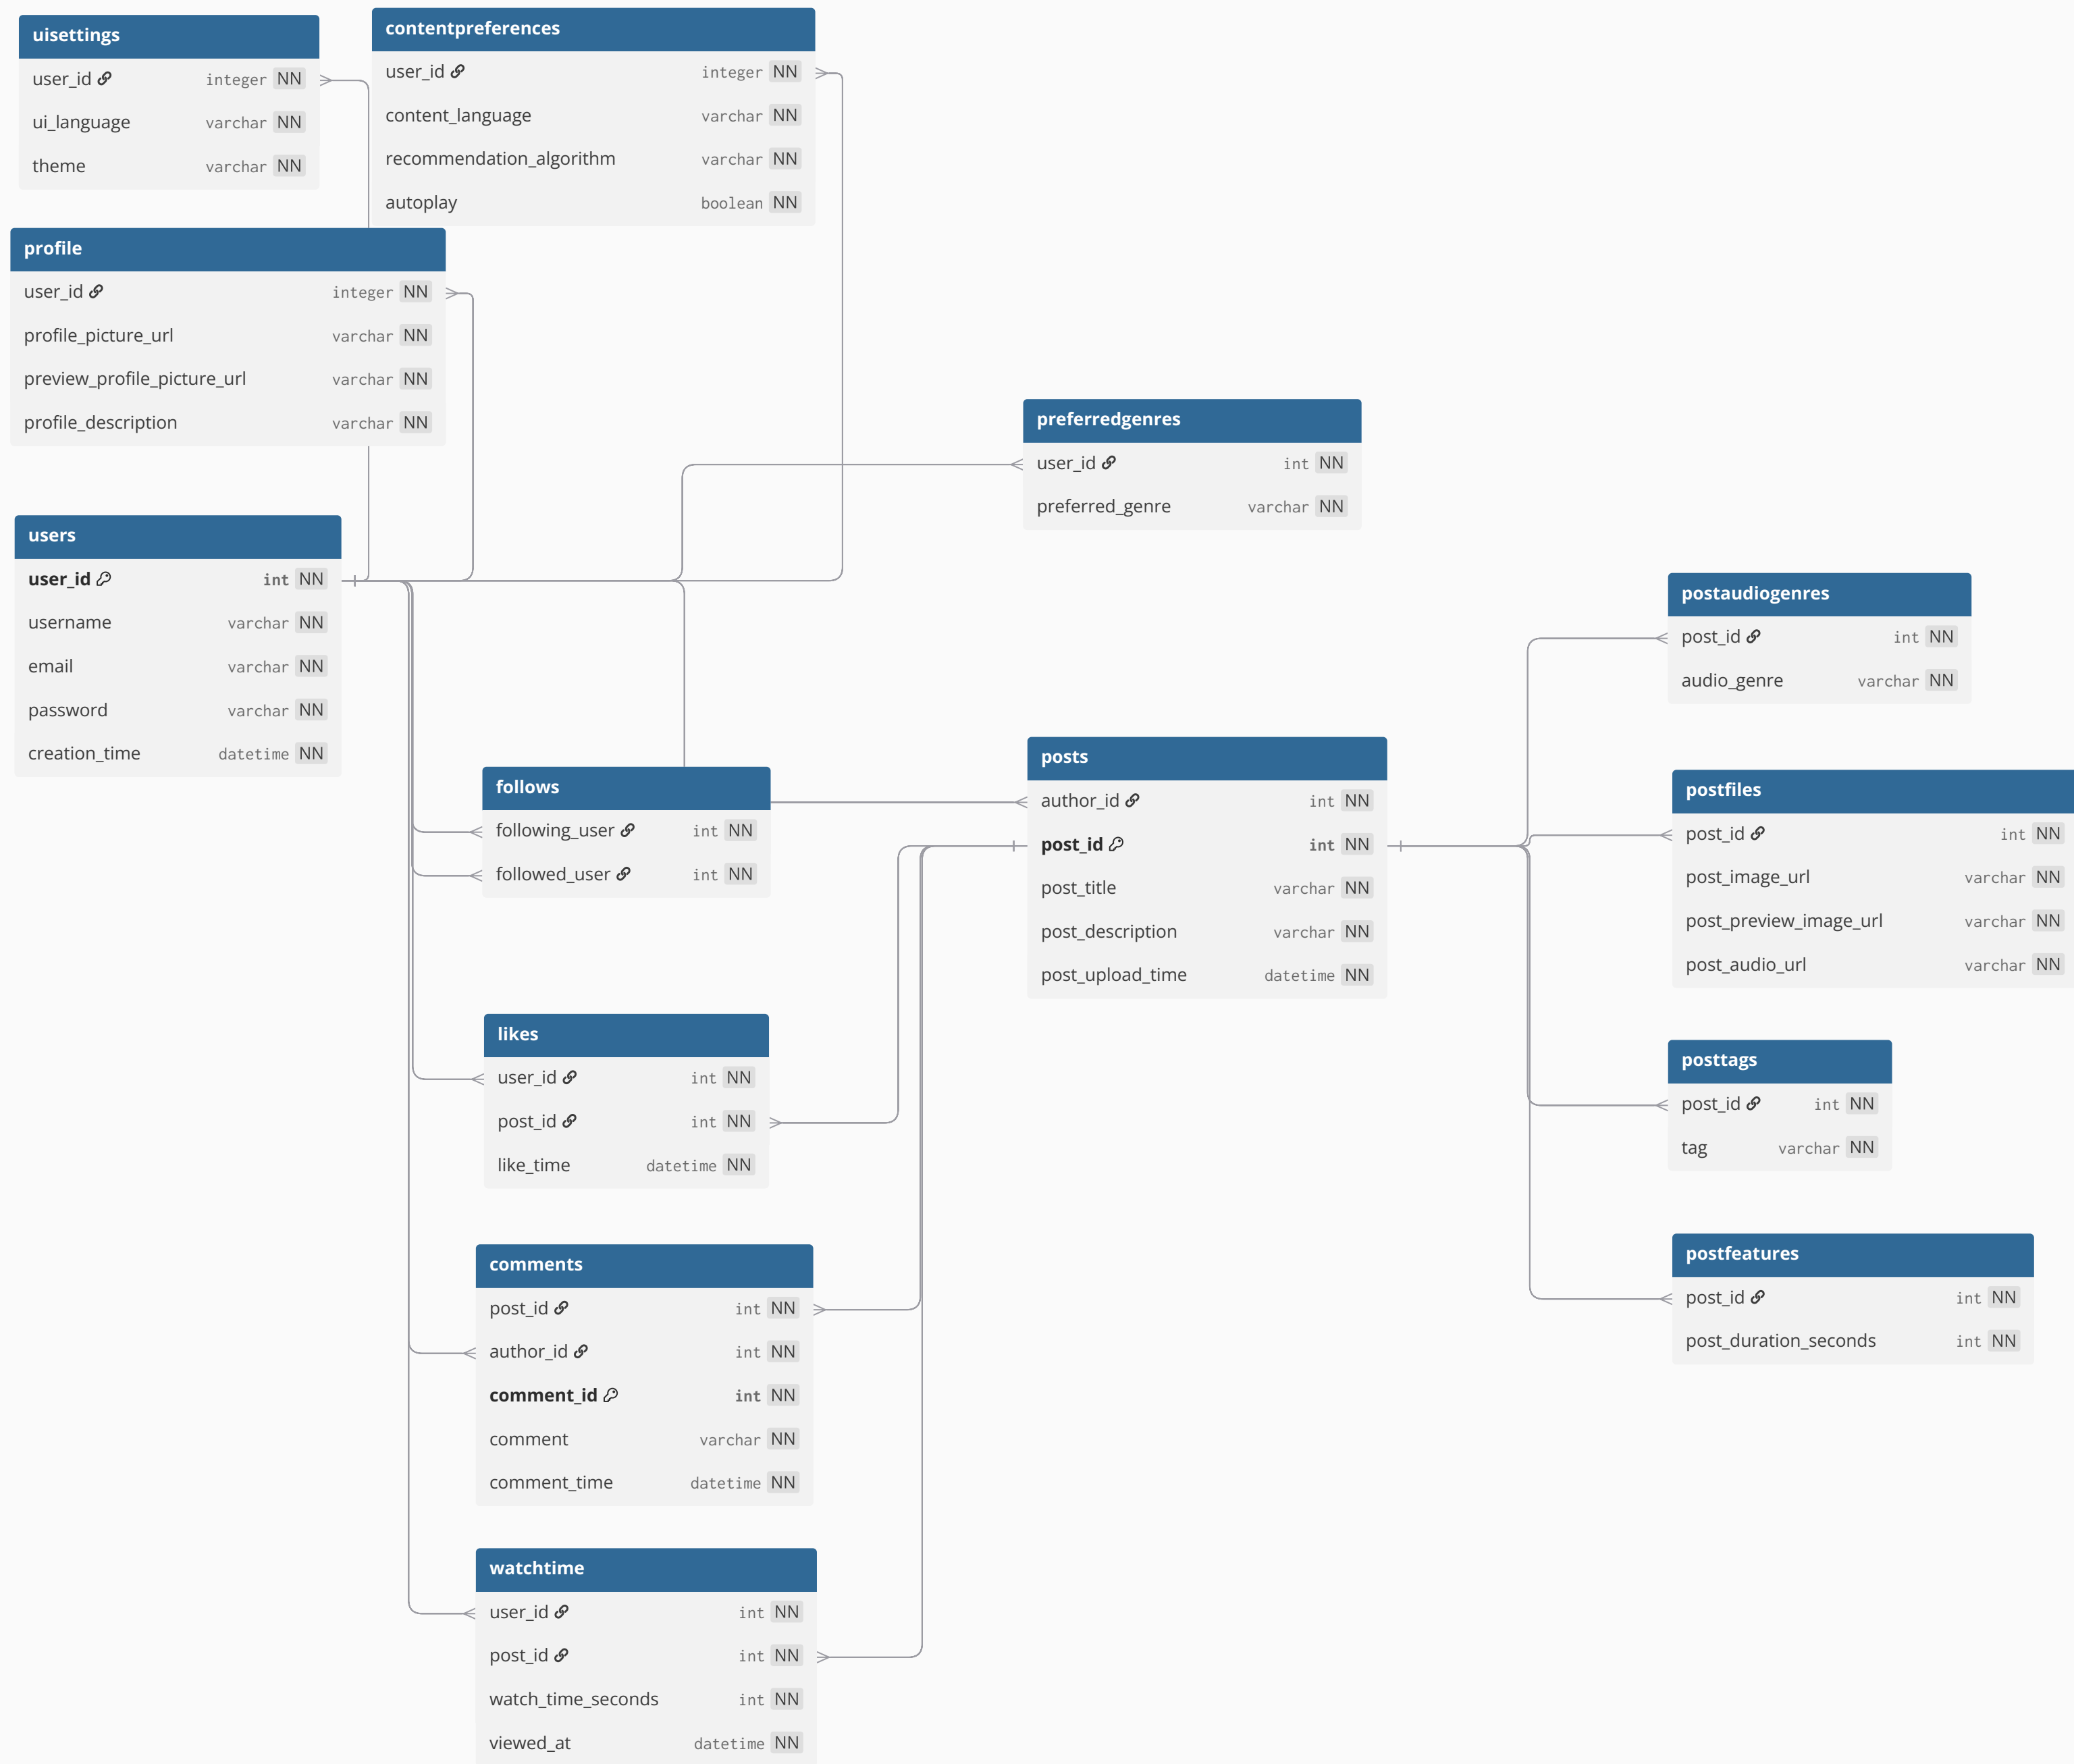 uisettings
user_id integer NN
ui_language varchar NN
theme varchar NN
contentpreferences
user_id integer NN
content_language varchar NN
recommendation_algorithm varchar NN
autoplay boolean NN
profile
user_id integer NN
profile_picture_url varchar NN
preview_profile_picture_url varchar NN
profile_description varchar NN
preferredgenres
user_id int NN
preferred_genre varchar NN
users
user_id int NN
username varchar NN
email varchar NN
password varchar NN
creation_time datetime NN
follows
following_user int NN
followed_user int NN
posts
author_id int NN
post_id int NN
post_title varchar NN
post_description varchar NN
post_upload_time datetime NN
postaudiogenres
post_id int NN
audio_genre varchar NN
postfiles
post_id int NN
post_image_url varchar NN
post_preview_image_url varchar NN
post_audio_url varchar NN
likes
user_id int NN
post_id int NN
like_time datetime NN
posttags
post_id int NN
tag varchar NN
comments
post_id int NN
author_id int NN
comment_id int NN
comment varchar NN
comment_time datetime NN
postfeatures
post_id int NN
post_duration_seconds int NN
watchtime
user_id int NN
post_id int NN
watch_time_seconds int NN
viewed_at datetime NN